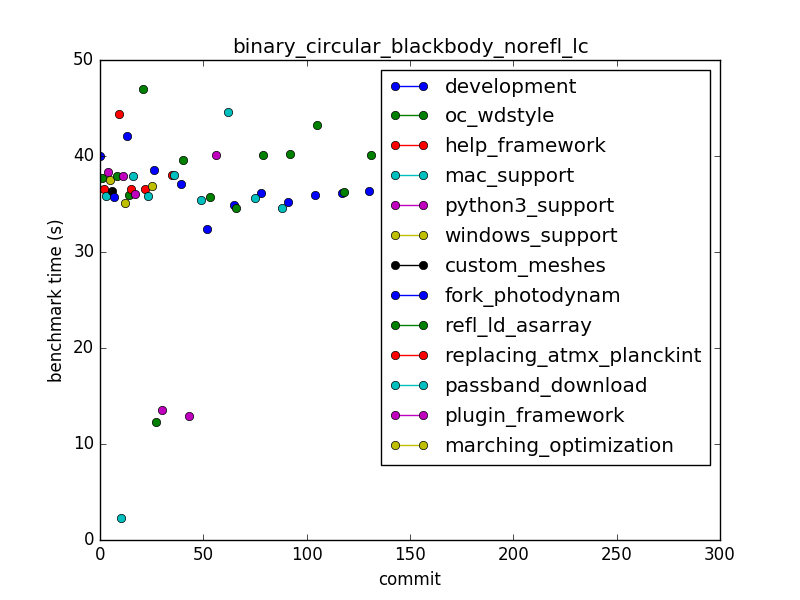 binary_circular_blackbody_norefl_lc
50
40
30
20
10
0
benchmark time (s)
development
oc_wdstyle
help_framework
mac_support
python3_support
windows_support
custom_meshes
fork_photodynam
refl_ld_asarray
replacing_atmx_planckint
passband_download
plugin_framework
marching_optimization
0 50 100 150 200 250 300
commit